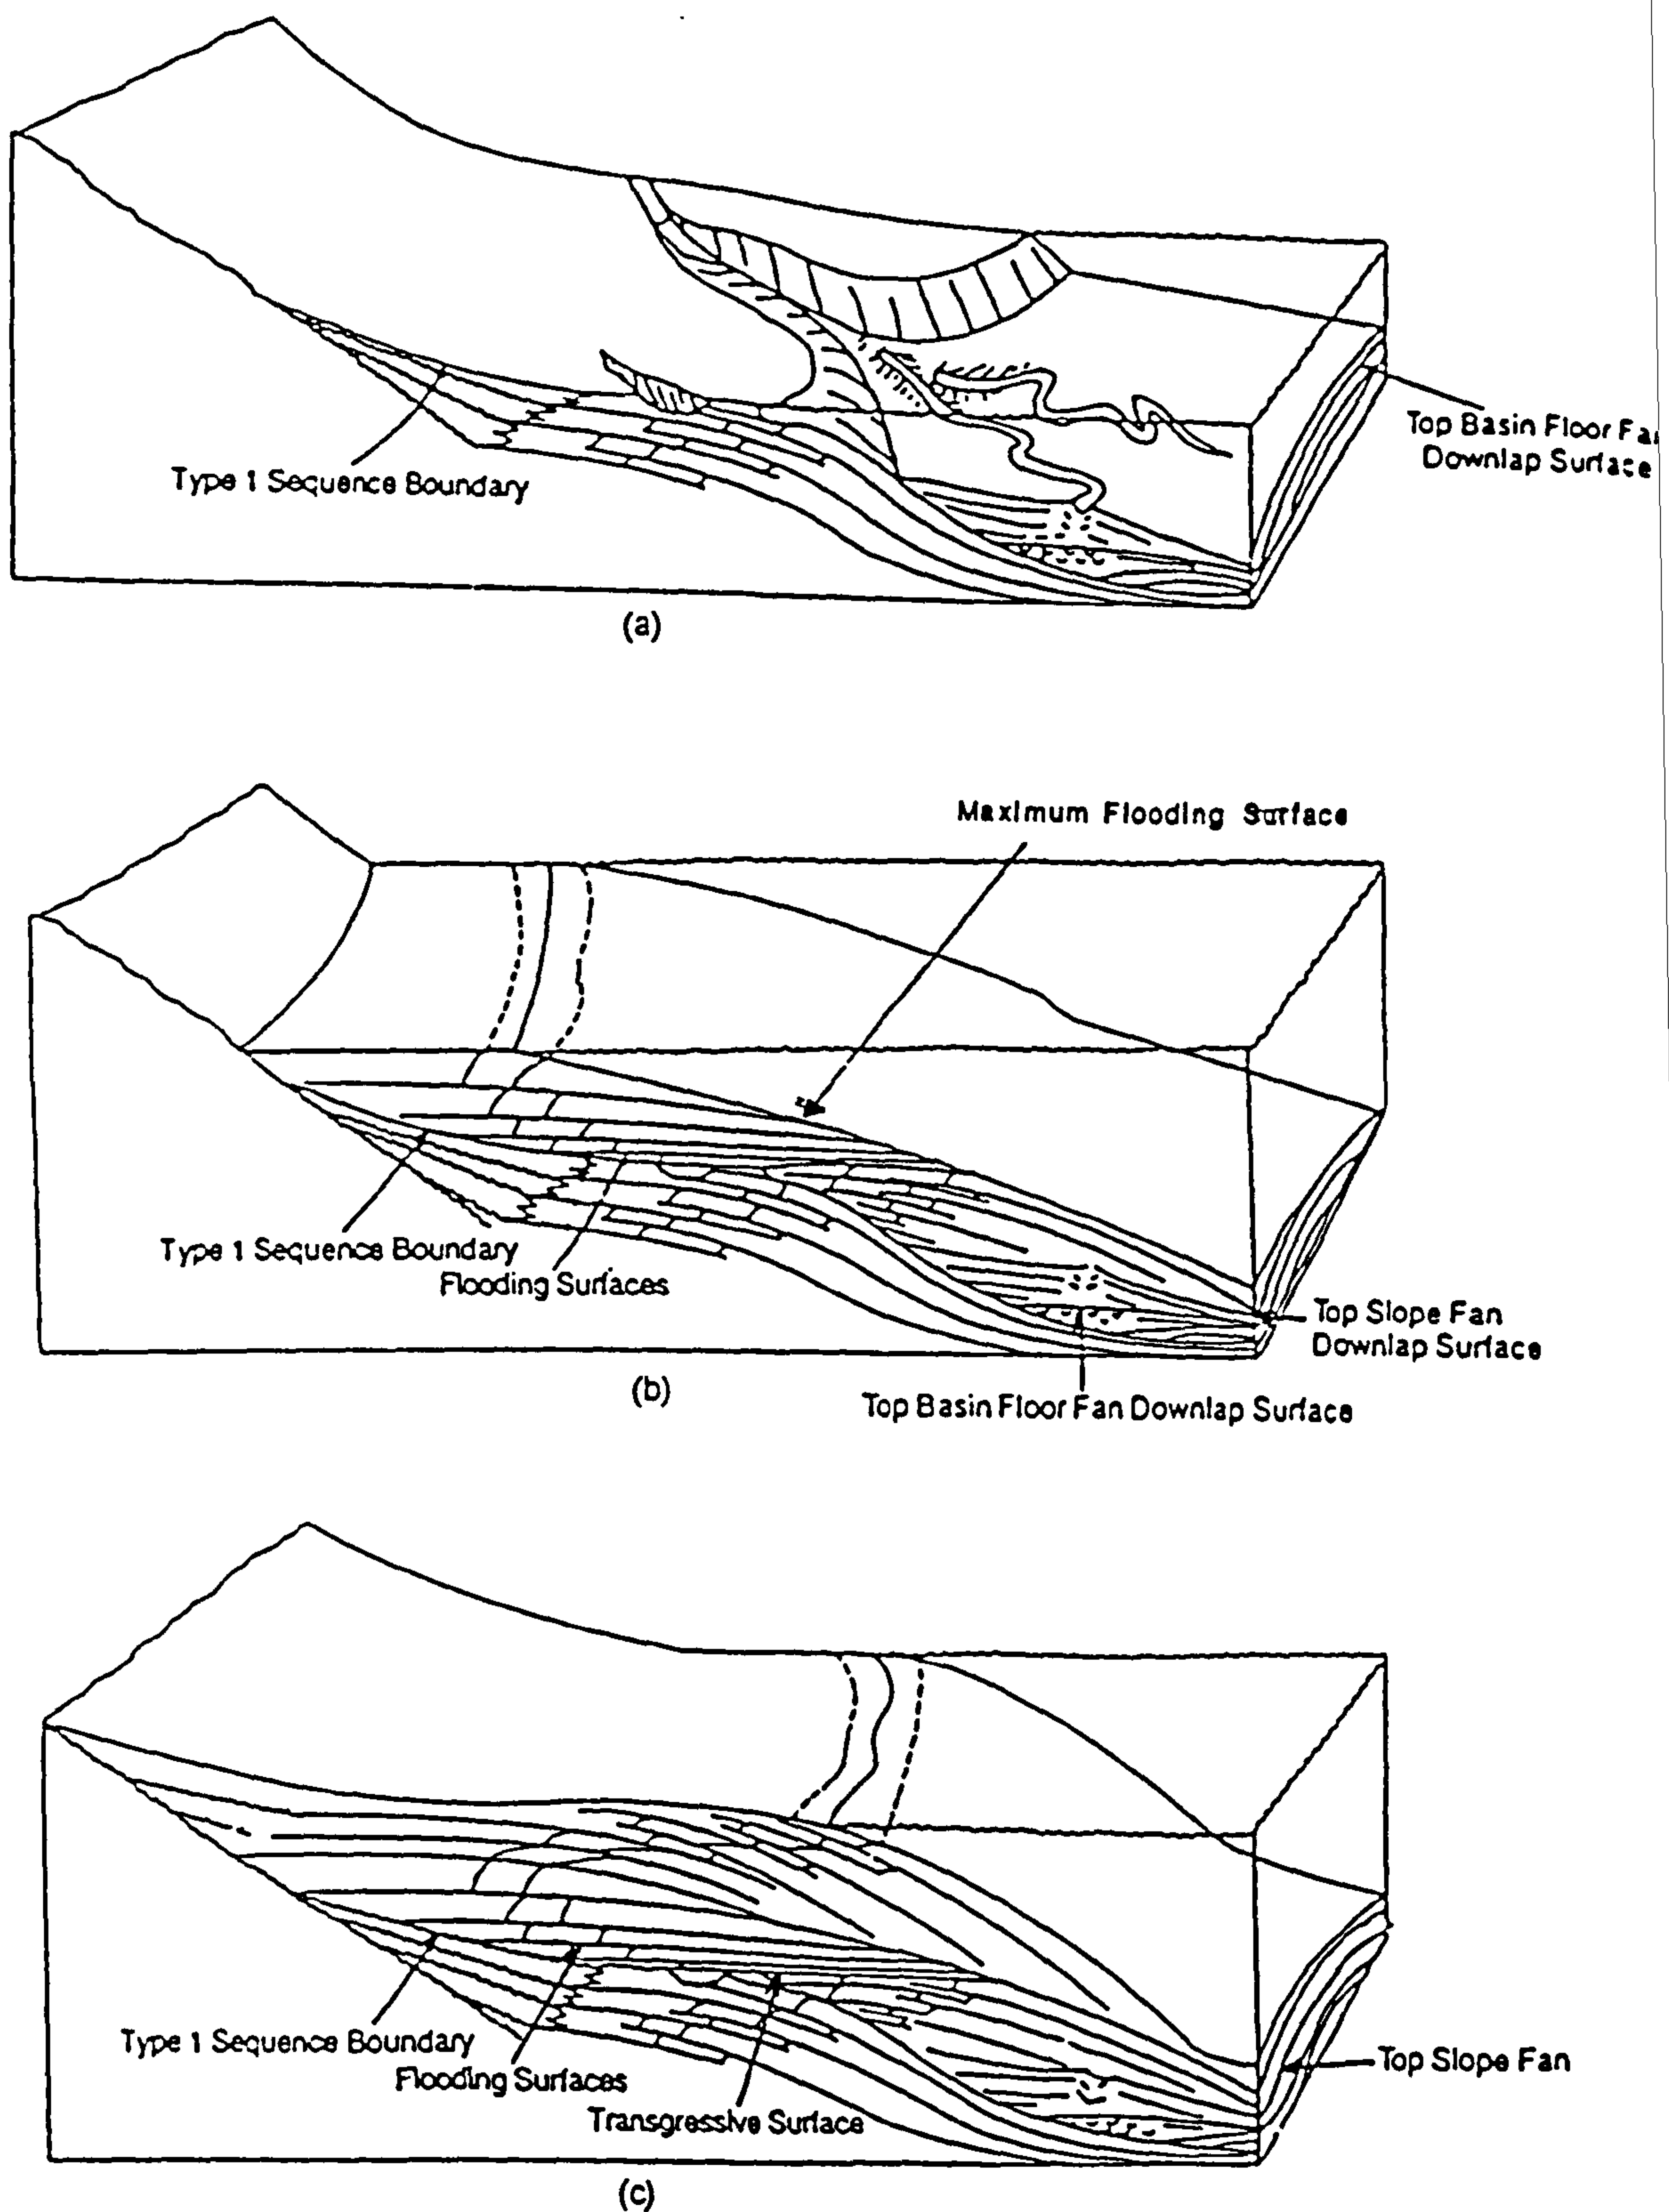 Top Basin Floor
Downlap Surface
Type 1 Sequence Boundary
(a)
Maximum Flooding Surface
Type 1 Sequence Boundary
Flooding Surfaces
Top Slope Fan
Downlap Surface
(b)
Top Basin Floor Fan Downlap Surface
Type 1 Sequence Boundary
Flooding Surfaces
Top Slope Fan
Transgressive Surface
(c)